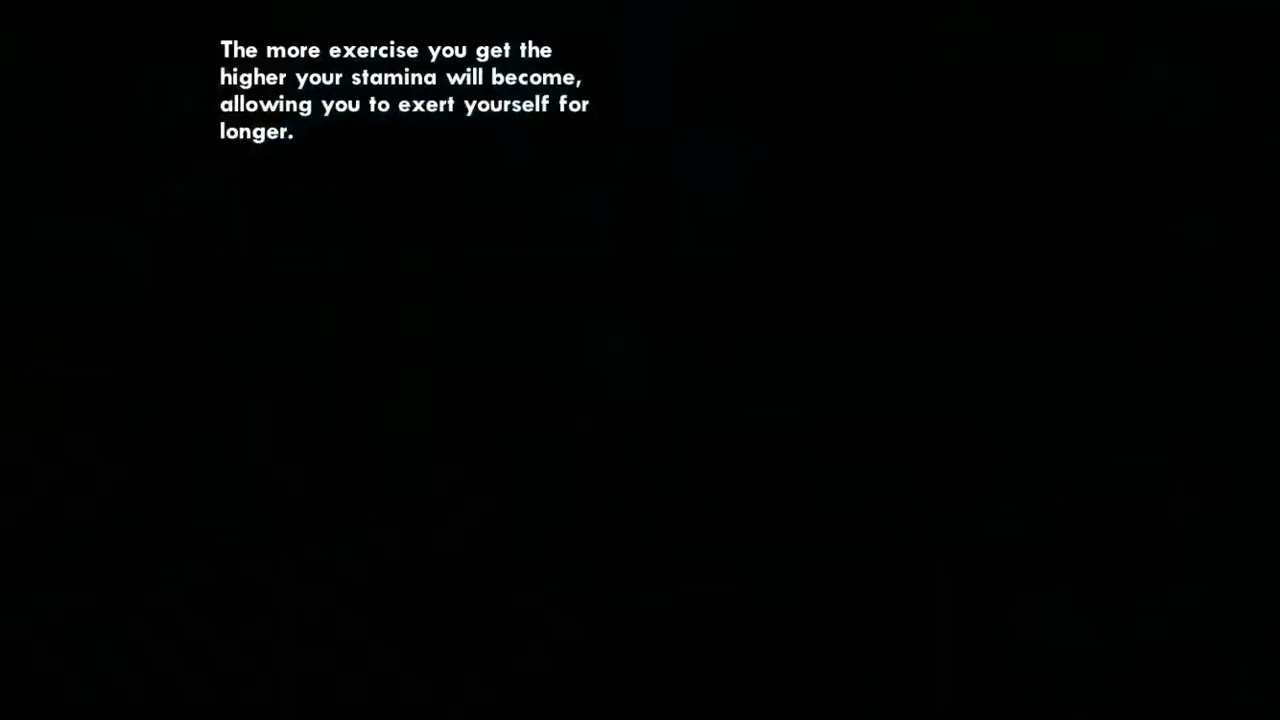 The more exercise you get the
higher your stamina will become,
allowing you to exert yourself for
longer.